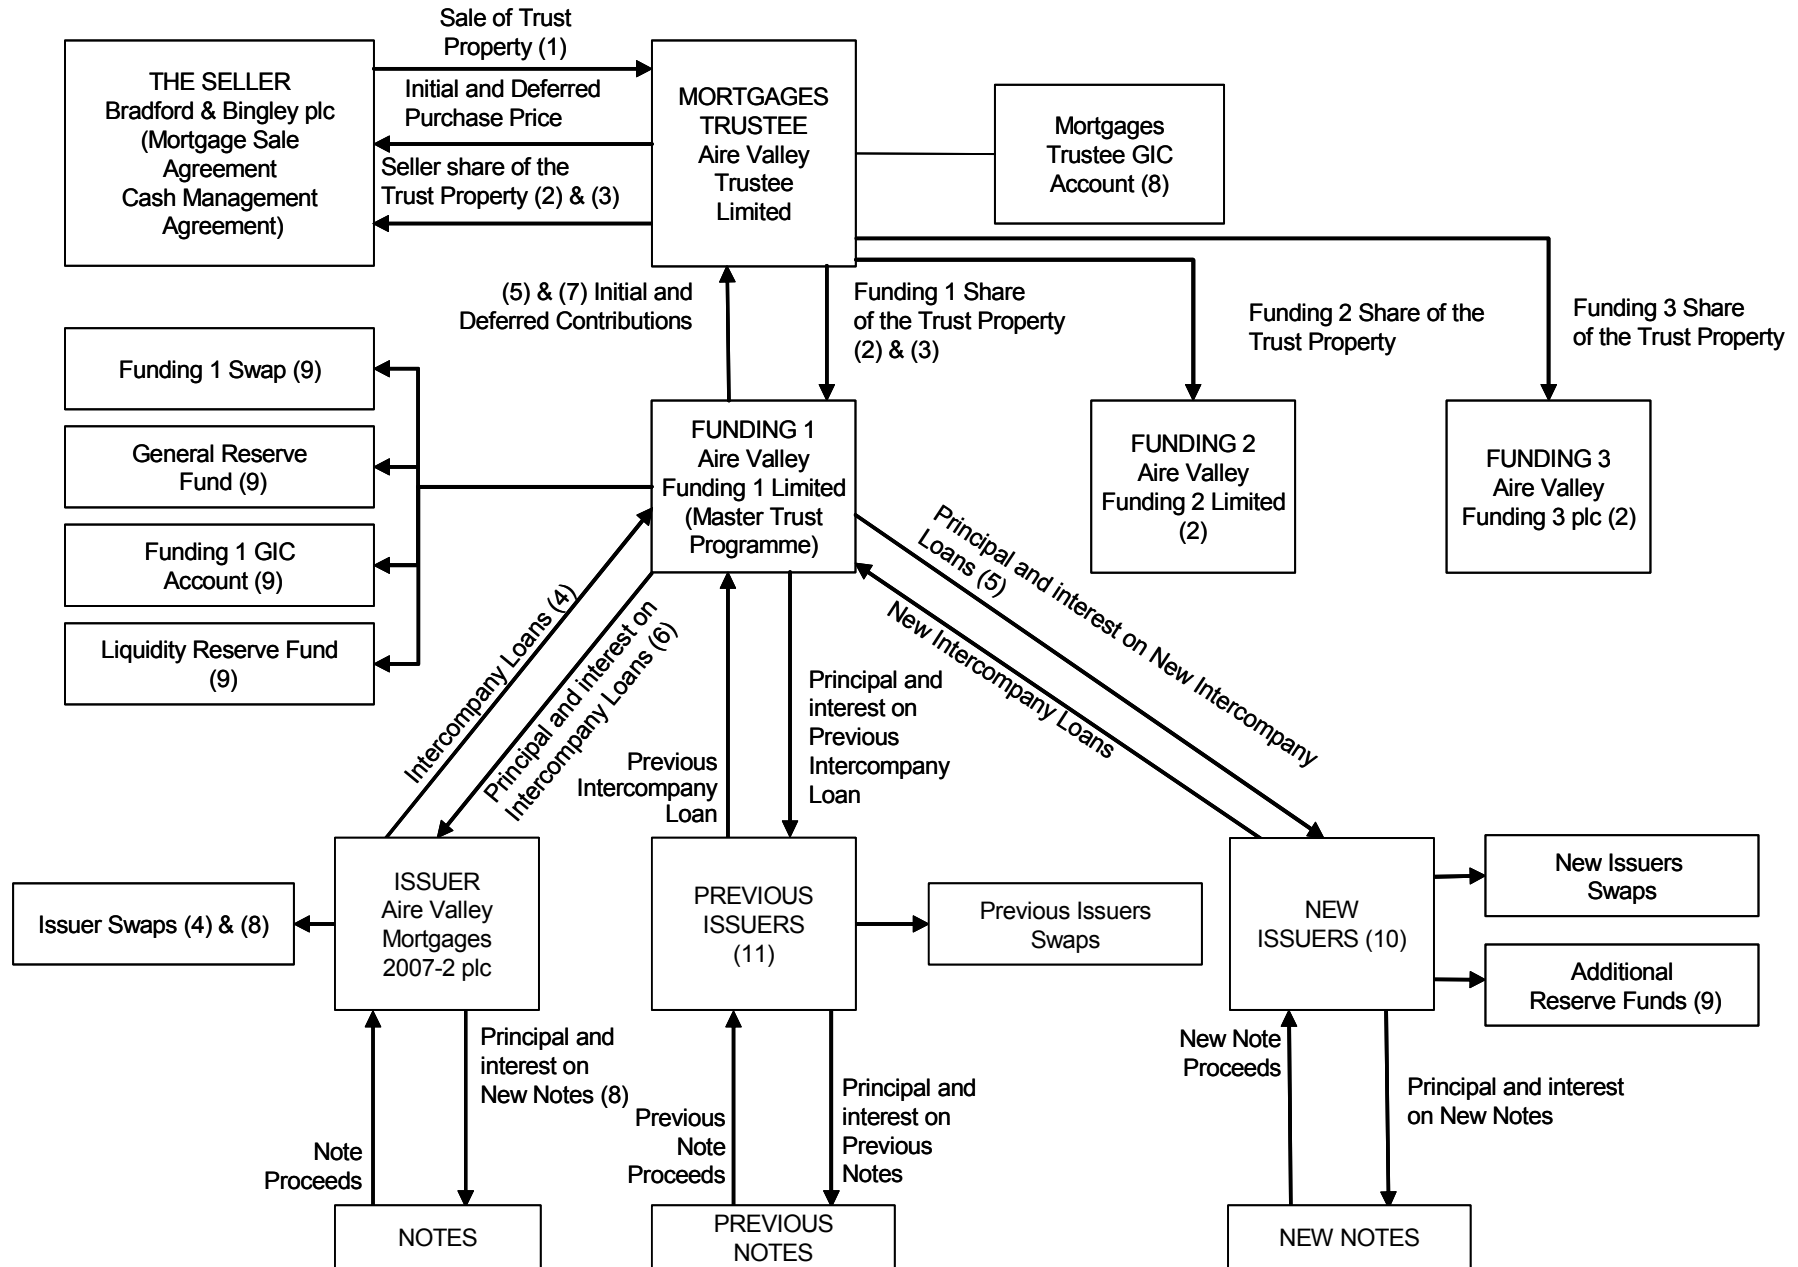 Sale of Trust
Property (1)
THE SELLER
Bradford & Bingley plc
(Mortgage Sale
Agreement
Cash Management
Agreement)
Initial and Deferred
Purchase Price
Seller share of the
Trust Property (2) & (3)
MORTGAGES
TRUSTEE
Aire Valley
Trustee
Limited
Mortgages
Trustee GIC
Account (8)
(5) & (7) Initial and
Deferred Contributions
Funding 1 Share
of the Trust Property
(2) & (3)
Funding 2 Share of the
Trust Property
Funding 3 Share
of the Trust Property
Funding 1 Swap (9)
General Reserve
Fund (9)
Funding 1 GIC
Account (9)
Liquidity Reserve Fund
(9)
FUNDING 1
Aire Valley
Funding 1 Limited
(Master Trust
Programme)
FUNDING 2
Aire Valley
Funding 2 Limited
(2)
FUNDING 3
Aire Valley
Funding 3 plc (2)
Intercompany Loans (4)
Principal and interest on
Intercompany Loans (6)
Previous
Intercompany
Loan
Principal and
interest on
Previous
Intercompany
Loan
New Intercompany Loans
Principal and interest on New Intercompany
Loans (5)
Issuer Swaps (4) & (8)
ISSUER
Aire Valley
Mortgages
2007-2 plc
PREVIOUS
ISSUERS
(11)
Previous Issuers
Swaps
NEW
ISSUERS (10)
New Issuers
Swaps
Additional
Reserve Funds (9)
Note
Proceeds
Principal and
interest on
New Notes (8)
Previous
Note
Proceeds
Principal and
interest on
Previous
Notes
New Note
Proceeds
Principal and interest
on New Notes
NOTES
PREVIOUS
NOTES
NEW NOTES